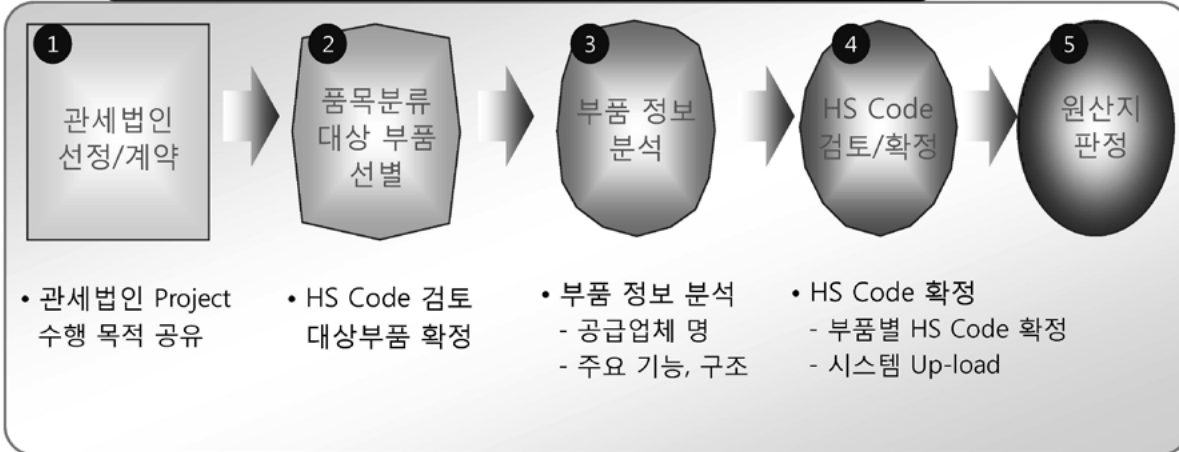 1
관세법인
선정/계약
2
품목분류
대상 부품
선별
3
부품 정보
분석
4
HS Code
검토/확정
5
원산지
판정
• 관세법인 Project
수행 목적 공유
• HS Code 검토
대상부품 확정
• 부품 정보 분석
- 공급업체 명
- 주요 기능, 구조
• HS Code 확정
- 부품별 HS Code 확정
- 시스템 Up-load